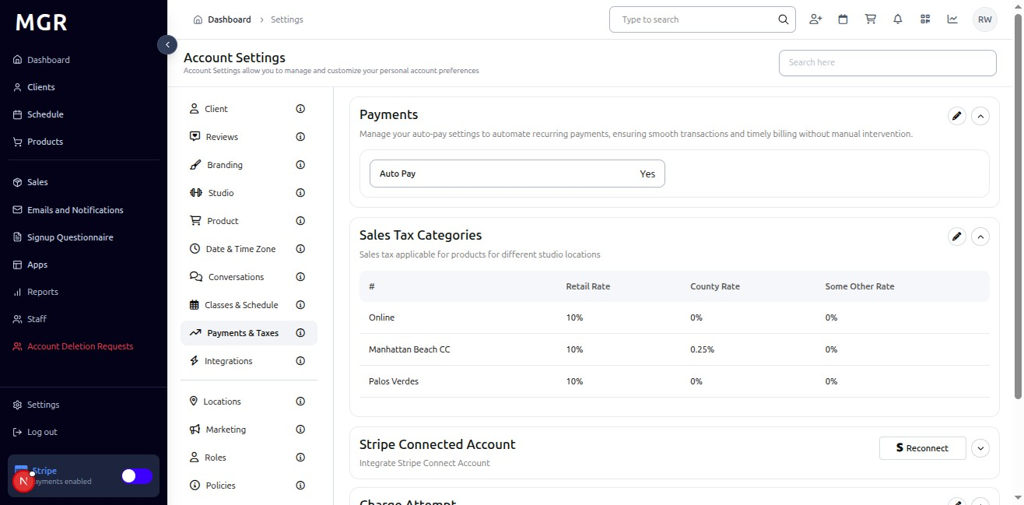 MGR
Dashboard
Clients
Schedule
Products
Sales
Emails and Notifications
Signup Questionnaire
Apps
Reports
Staff
Account Deletion Requests
Settings
Log out
Stripe
Payments enabled
N
Dashboard > Settings
Type to search
RW
Account Settings
Account Settings allow you to manage and customize your personal account preferences
Search here
Client
Reviews
Branding
Studio
Product
Date & Time Zone
Conversations
Classes & Schedule
Payments & Taxes
Integrations
Locations
Marketing
Roles
Policies
Payments
Manage your auto-pay settings to automate recurring payments, ensuring smooth transactions and timely billing without manual intervention.
Auto Pay Yes
Sales Tax Categories
Sales tax applicable for products for different studio locations
# Retail Rate County Rate Some Other Rate
Online 10% 0% 0%
Manhattan Beach CC 10% 0.25% 0%
Palos Verdes 10% 0% 0%
Stripe Connected Account
Integrate Stripe Connect Account
S Reconnect
Charge Attempt